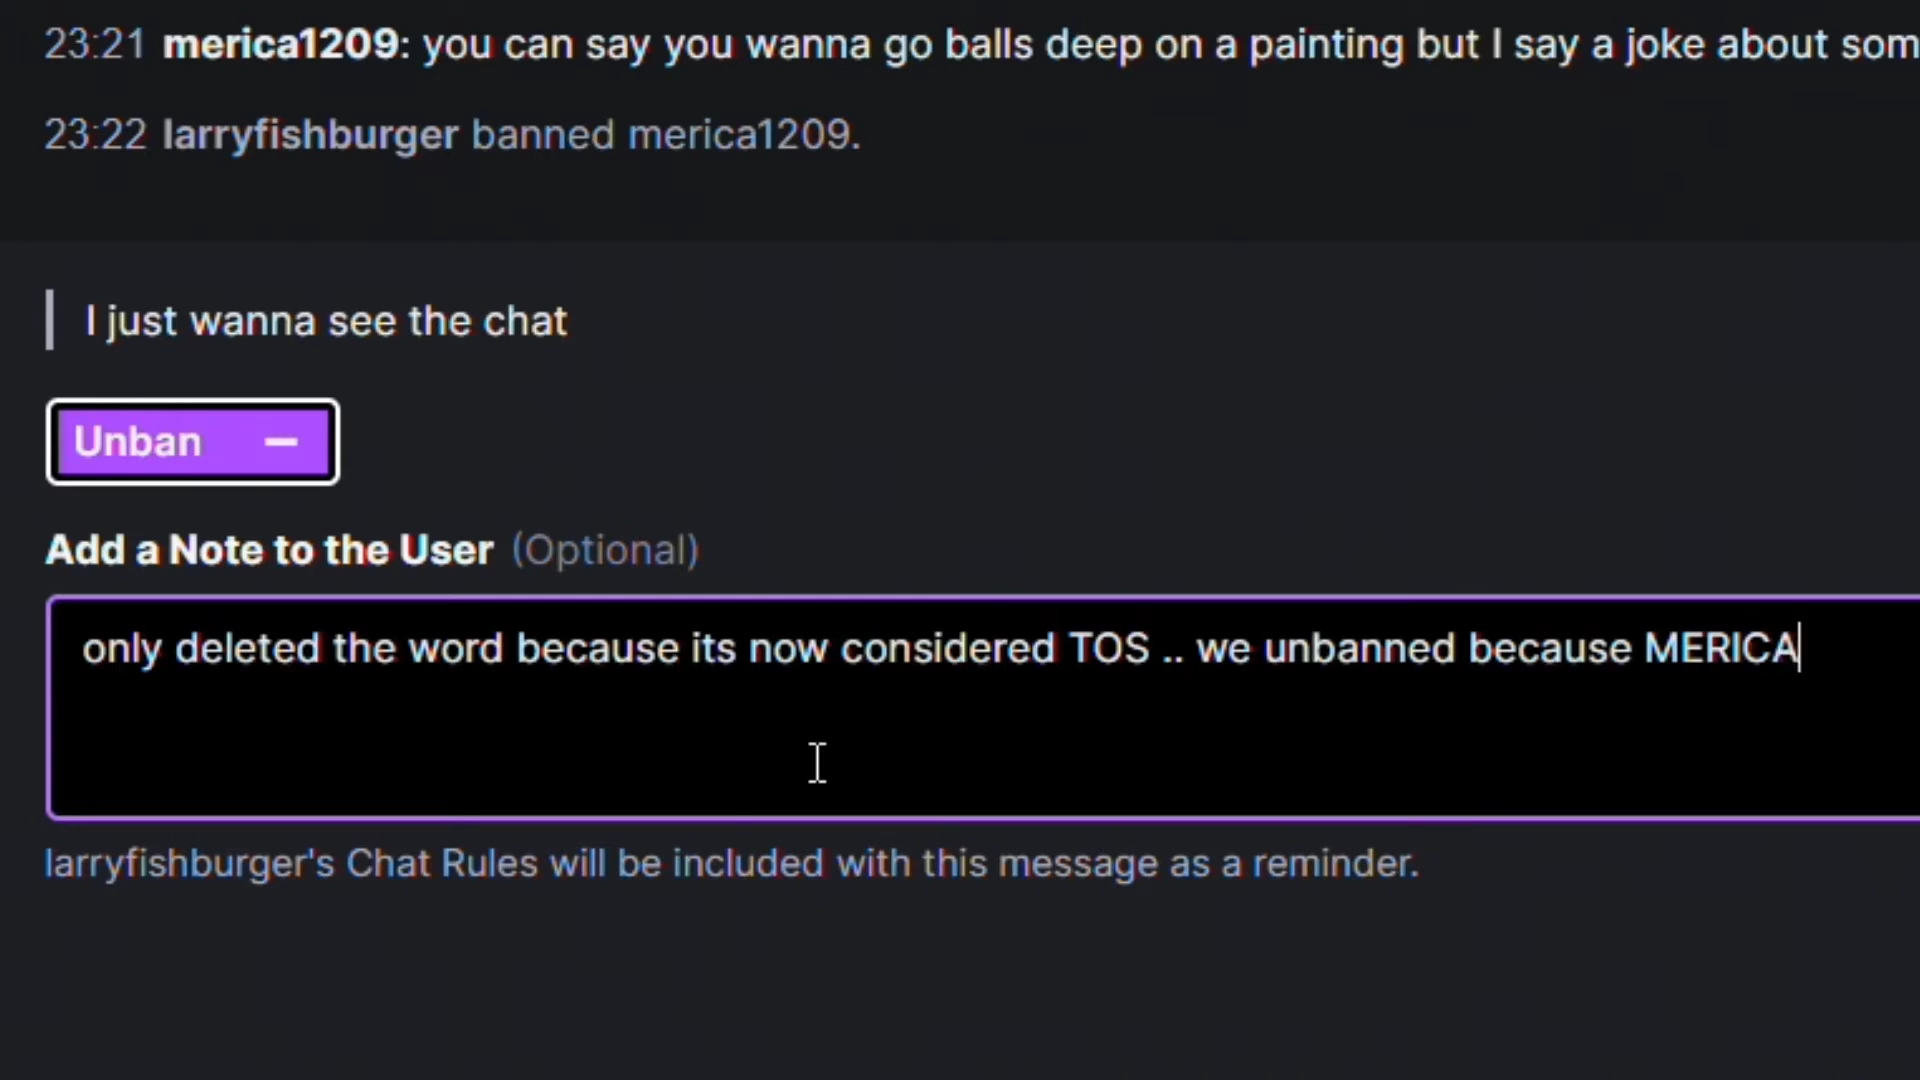 23:21 merica1209: you can say you wanna go balls deep on a painting but I say a joke about som
23:22 larryfishburger banned merica1209.
I just wanna see the chat
Unban
Add a Note to the User (Optional)
only deleted the word because its now considered TOS .. we unbanned because MERICA
larryfishburger's Chat Rules will be included with this message as a reminder.